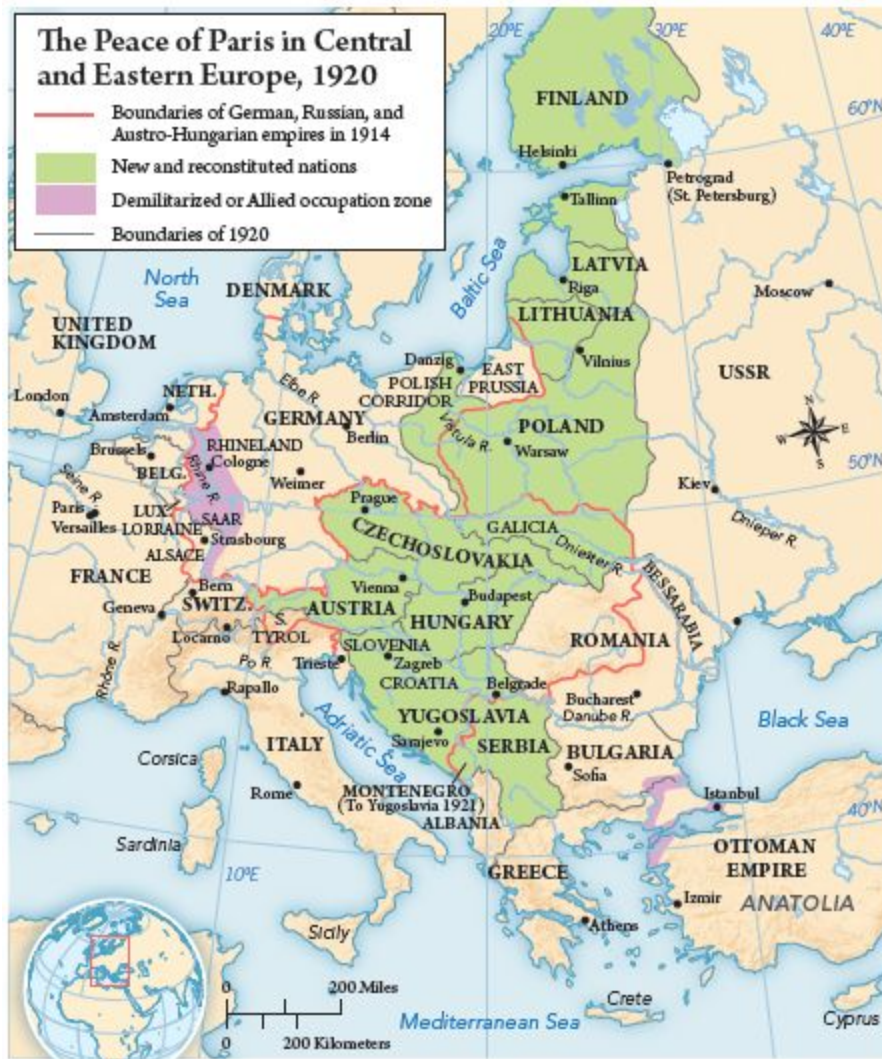 The Peace of Paris in Central
and Eastern Europe, 1920
Boundaries of German, Russian, and
Austro-Hungarian empires in 1914
New and reconstituted nations
Demilitarized or Allied occupation zone
Boundaries of 1920
20°E
30°E
40°E
60°N
FINLAND
Helsinki
Petrograd
(St. Petersburg)
Tallinn
North
Sea
Baltic Sea
DENMARK
LATVIA
Riga
Moscow
UNITED
KINGDOM
LITHUANIA
Vilnius
London
NETH.
Amsterdam
Elbe R.
Danzig
POLISH
CORRIDOR
EAST
PRUSSIA
USSR
N
W
E
S
GERMANY
Berlin
Vistula R.
POLAND
Warsaw
Brussels
BELG.
RHINELAND
Cologne
Rhine R.
Weimer
50°N
Seine R.
Paris
Versailles
LUX.
LORRAINE
SAAR
ALSACE
Strasbourg
Prague
Kiev
Dnieper R.
GALICIA
CZECHOSLOVAKIA
Dniester R.
BESSARABIA
FRANCE
Bern
SWITZ.
Geneva
Locarno
Vienna
AUSTRIA
Budapest
HUNGARY
S.
TYROL
ROMANIA
Rhône R.
Po R.
Trieste
SLOVENIA
Zagreb
CROATIA
Belgrade
Bucharest
Danube R.
Rapallo
Adriatic Sea
YUGOSLAVIA
Sarajevo
SERBIA
Black Sea
Corsica
ITALY
BULGARIA
Sofia
Rome
MONTENEGRO
(To Yugoslavia 1921)
ALBANIA
Istanbul
40°N
Sardinia
10°E
GREECE
OTTOMAN
EMPIRE
ANATOLIA
Izmir
Athens
Sicily
0
200 Miles
0
200 Kilometers
Crete
Mediterranean Sea
Cyprus